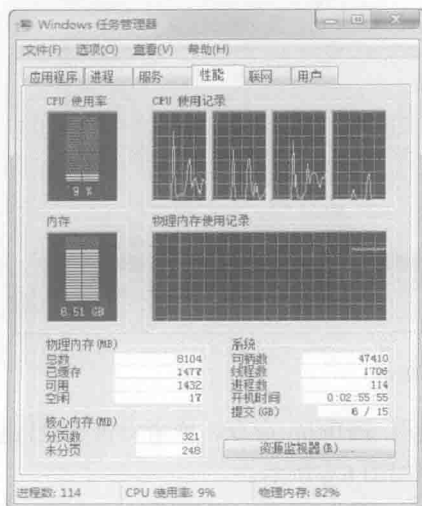 Windows 任务管理器
文件(F) 选项(O) 查看(V) 帮助(H)
应用程序 进程 服务 性能 联网 用户
CPU 使用率 CPU 使用记录
9 %
内存 物理内存使用记录
6.51 GB
物理内存(MB)
总数 8104
已缓存 1477
可用 1432
空闲 17
核心内存(MB)
分页数 321
未分页 248
系统
句柄数 47410
线程数 1706
进程数 114
开机时间 0:02:55:55
提交(GB) 6 / 15
资源监视器(R)...
进程数: 114 CPU 使用率: 9% 物理内存: 82%